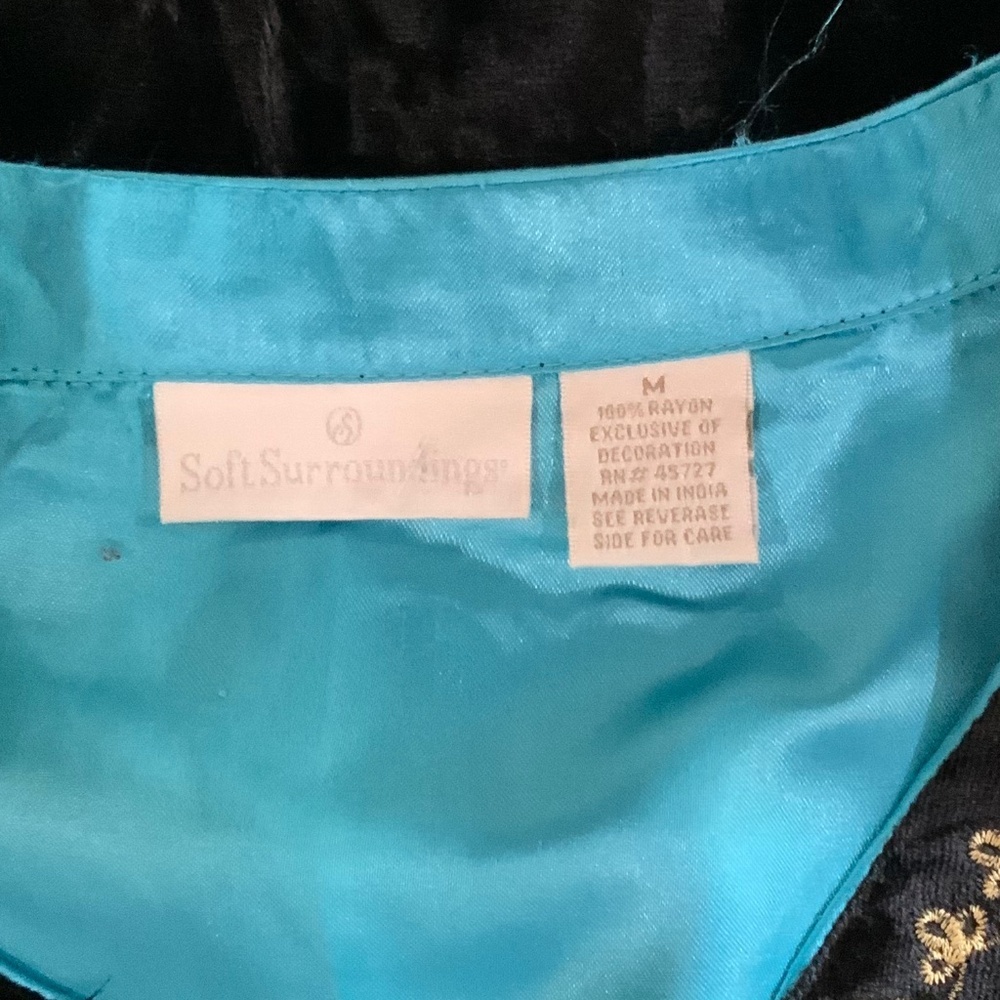 Soft Surroundings
M
100% RAYON
EXCLUSIVE OF
DECORATION
RN# 45727
MADE IN INDIA
SEE REVERASE
SIDE FOR CARE